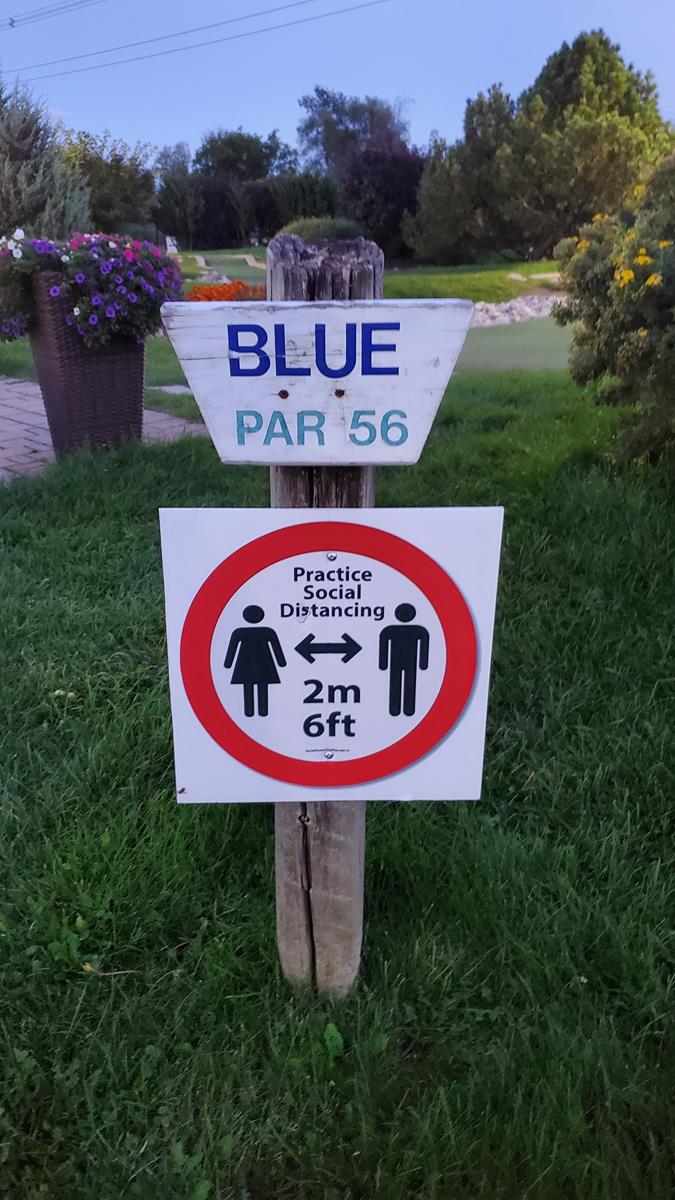 BLUE
PAR 56
Practice
Social
Distancing
2m
6ft